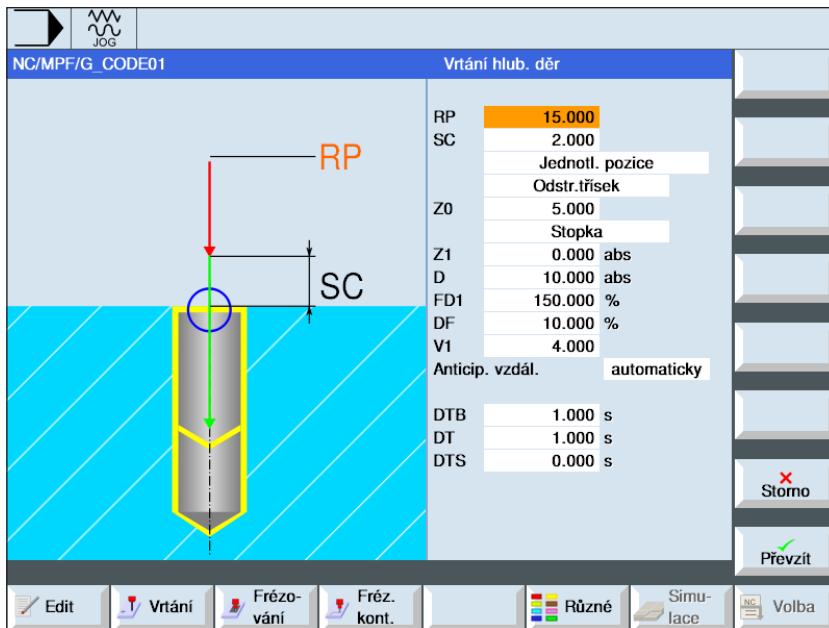 JOG
NC/MPF/G_CODE01
Vrtání hlub. děr
RP
SC
RP 15.000
SC 2.000
Jednotl. pozice
Odstr.třísek
Z0 5.000
Stopka
Z1 0.000 abs
D 10.000 abs
FD1 150.000 %
DF 10.000 %
V1 4.000
Anticip. vzdál. automaticky
DTB 1.000 s
DT 1.000 s
DTS 0.000 s
Storno
Převzít
Edit
Vrtání
Frézo-
vání
Fréz.
kont.
Různé
Simu-
lace
NC
Volba